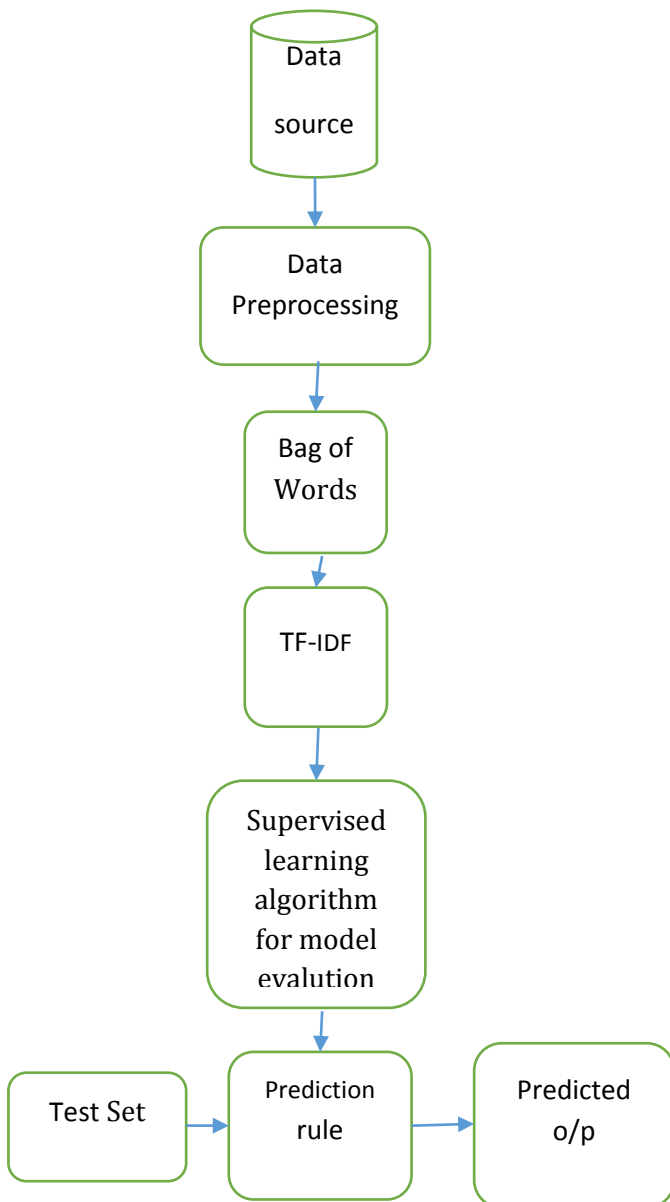 Data
source
Data
Preprocessing
Bag of
Words
TF-IDF
Supervised
learning
algorithm
for model
evalution
Test Set
Prediction
rule
Predicted
o/p